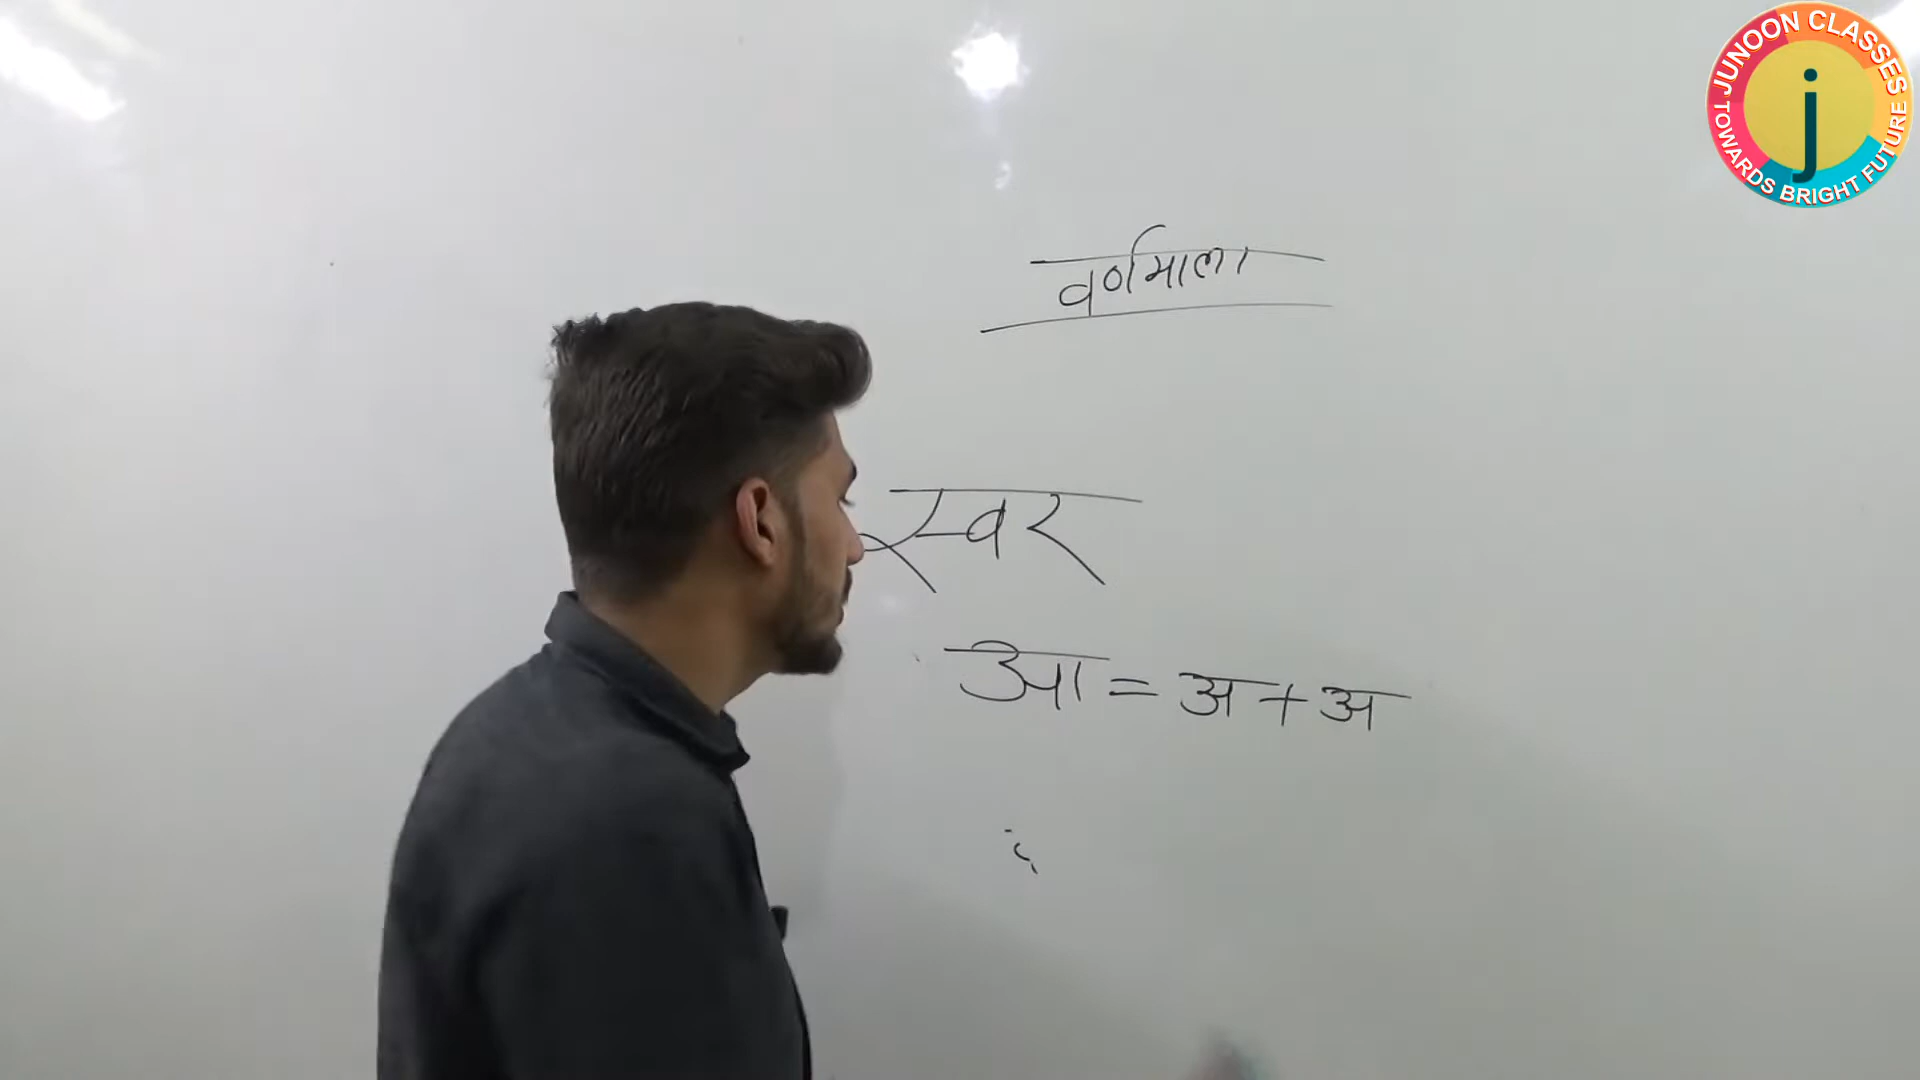 JUNOON CLASSES
j
TOWARDS BRIGHT FUTURE
वर्णमाला
स्वर
आ = अ + अ